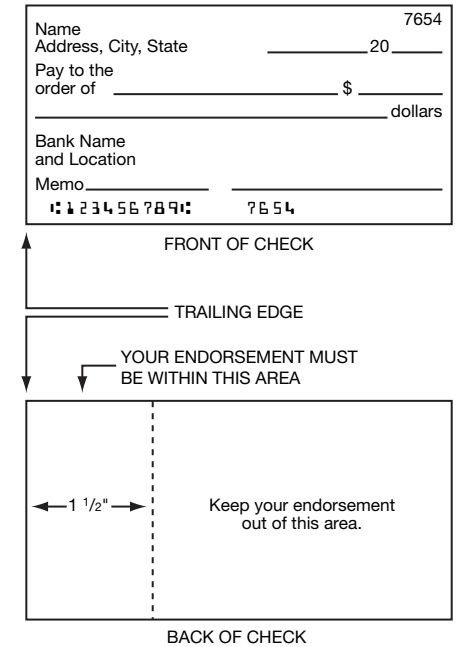 7654
Name
Address, City, State 20
Pay to the
order of $
dollars
Bank Name
and Location
Memo
⑆123456789⑆ 7654
FRONT OF CHECK
TRAILING EDGE
YOUR ENDORSEMENT MUST
BE WITHIN THIS AREA
1 1/2"
Keep your endorsement
out of this area.
BACK OF CHECK